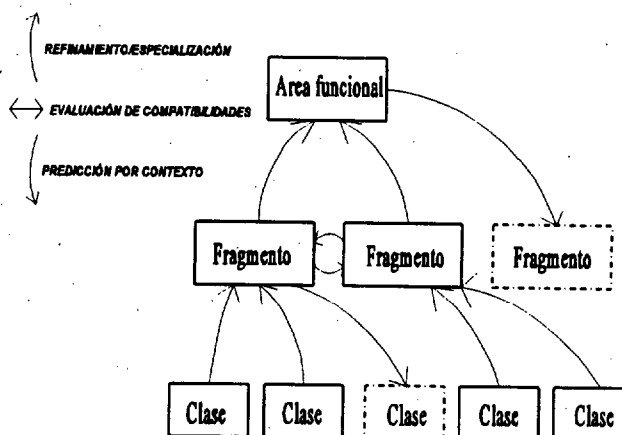 REFINAMIENTO/ESPECIALIZACIÓN
Area funcional
EVALUACIÓN DE COMPATIBILIDADES
PREDICCIÓN POR CONTEXTO
Fragmento
Fragmento
Fragmento
Clase
Clase
Clase
Clase
Clase